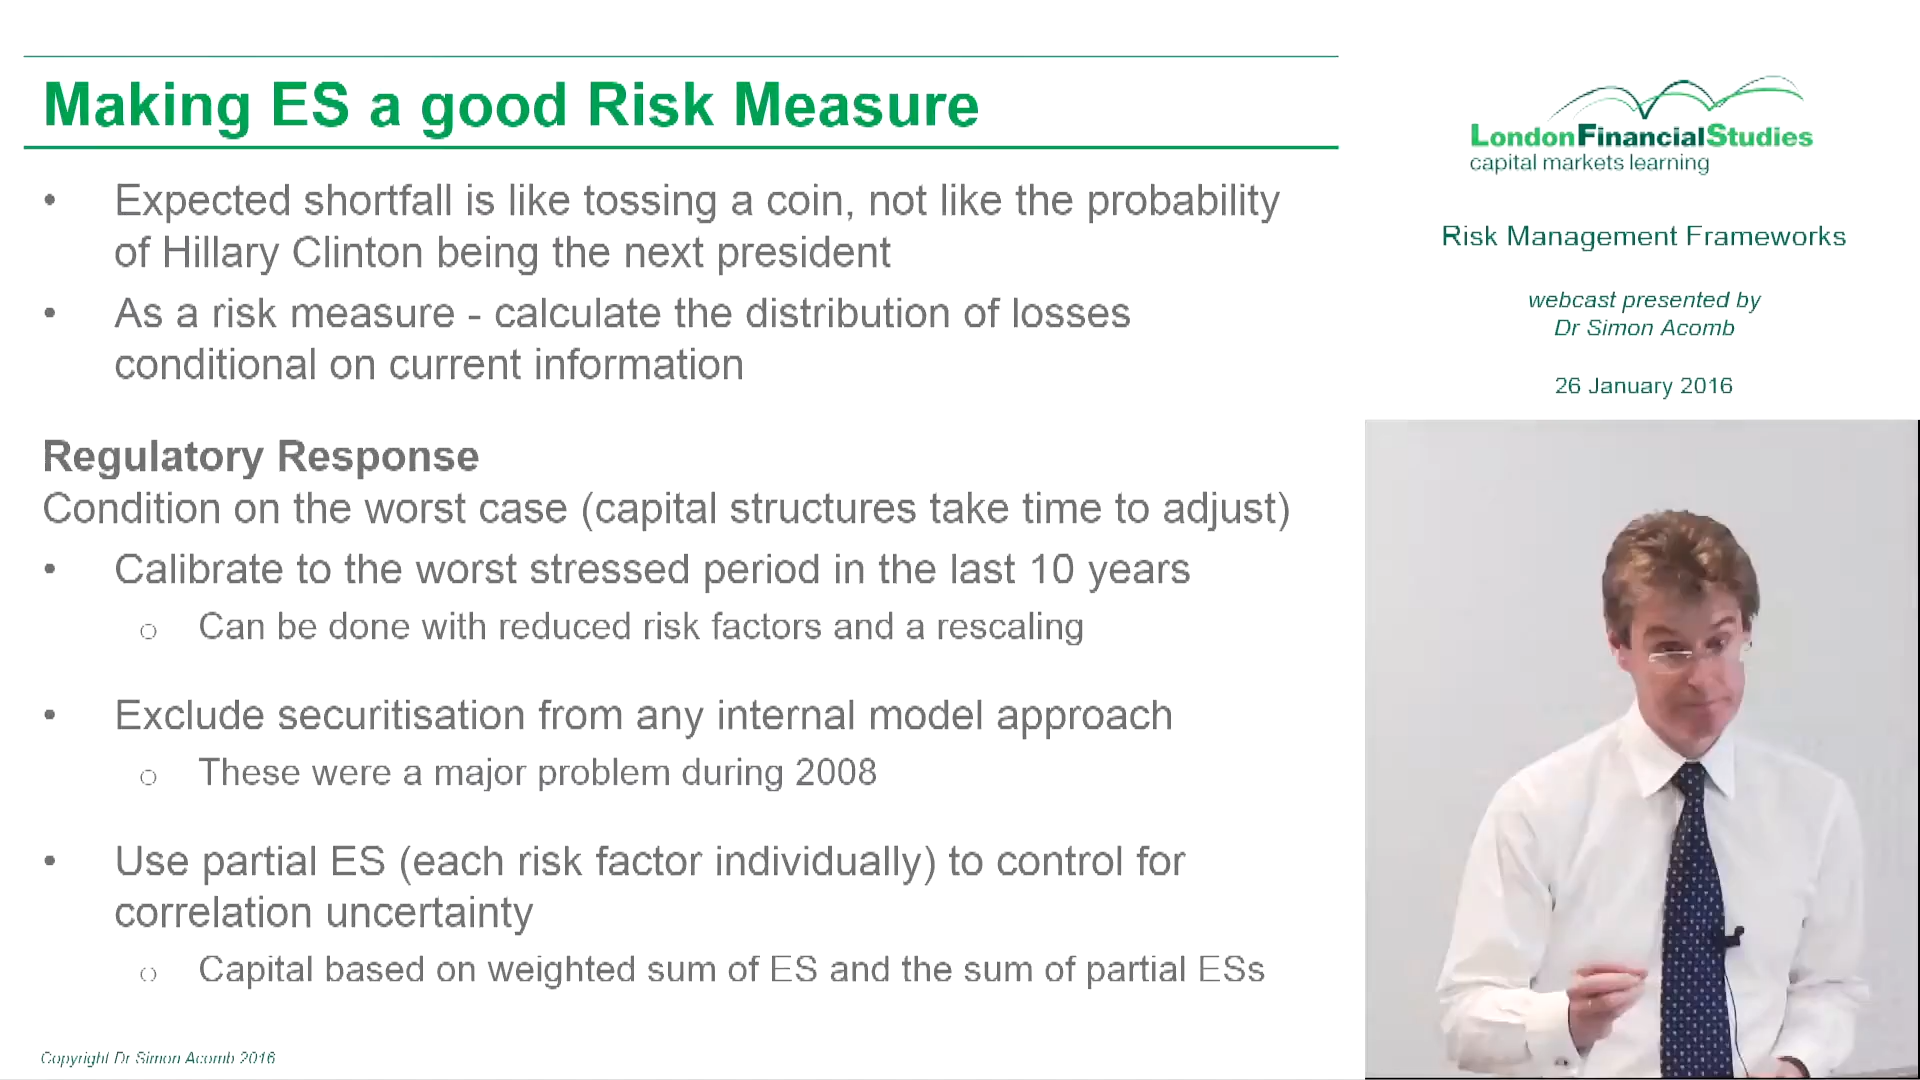 Making ES a good Risk Measure
• Expected shortfall is like tossing a coin, not like the probability
of Hillary Clinton being the next president
• As a risk measure - calculate the distribution of losses
conditional on current information
Regulatory Response
Condition on the worst case (capital structures take time to adjust)
• Calibrate to the worst stressed period in the last 10 years
○ Can be done with reduced risk factors and a rescaling
• Exclude securitisation from any internal model approach
○ These were a major problem during 2008
• Use partial ES (each risk factor individually) to control for
correlation uncertainty
○ Capital based on weighted sum of ES and the sum of partial ESs
Copyright Dr Simon Acomb 2016
LondonFinancialStudies
capital markets learning
Risk Management Frameworks
webcast presented by
Dr Simon Acomb
26 January 2016